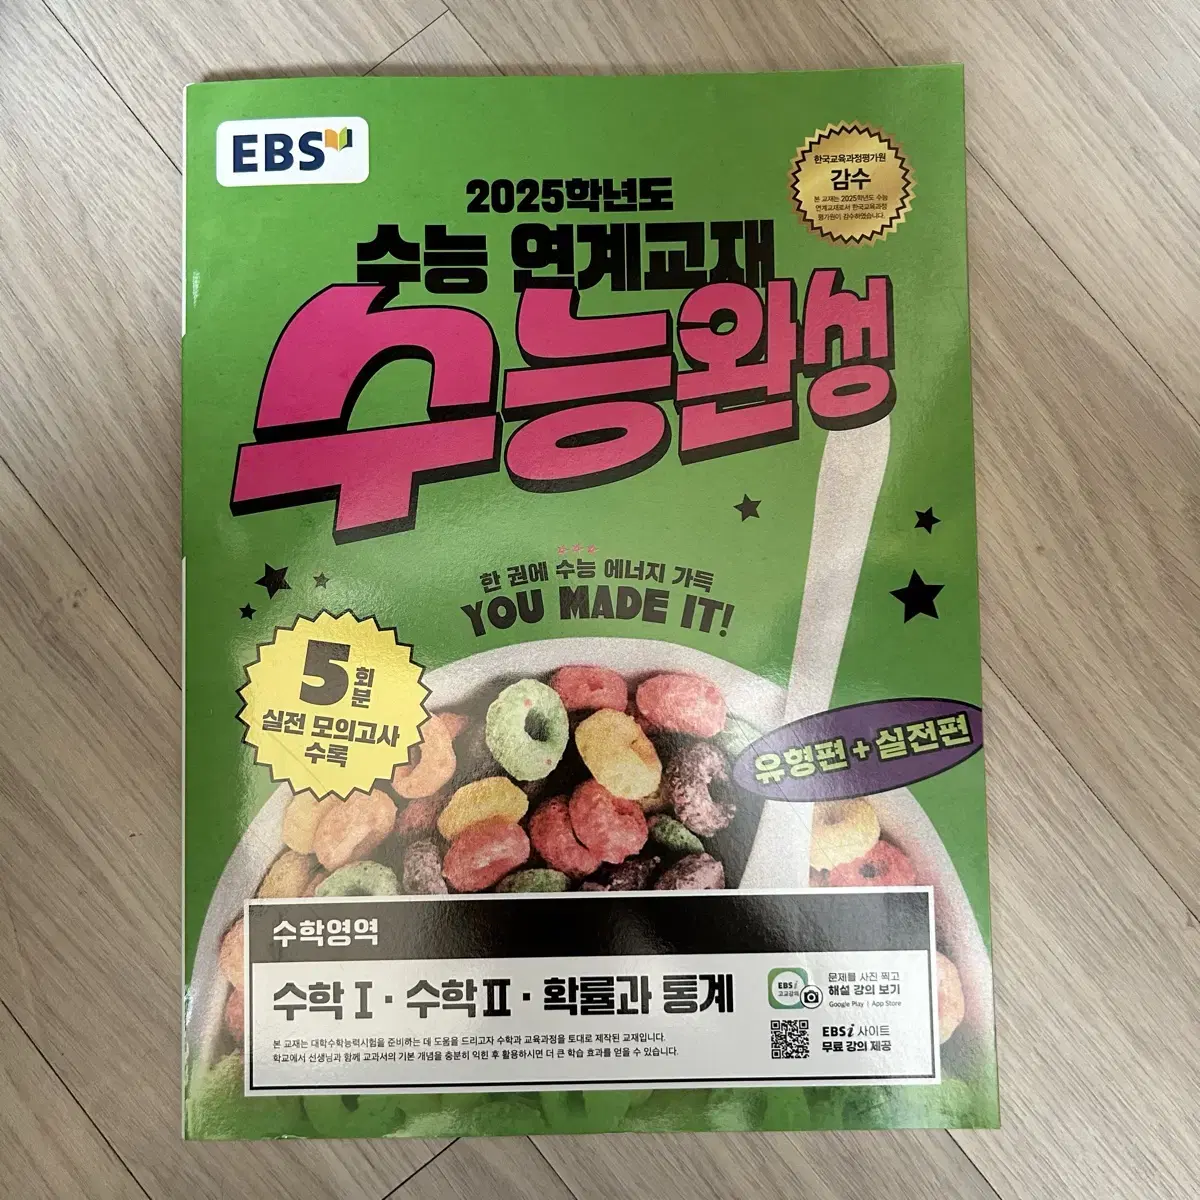 EBS
한국교육과정평가원
감수
본 교재는 2025학년도 수능
연계교재로서 한국교육과정
평가원이 감수하였습니다.
2025학년도
수능 연계교재
수능완성
한 권에 수능 에너지 가득
YOU MADE IT!
5회분
실전 모의고사
수록
유형편 + 실전편
수학영역
수학Ⅰ·수학Ⅱ·확률과 통계
본 교재는 대학수학능력시험을 준비하는 데 도움을 드리고자 수학과 교육과정을 토대로 제작된 교재입니다.
학교에서 선생님과 함께 교과서의 기본 개념을 충분히 익힌 후 활용하시면 더 큰 학습 효과를 얻을 수 있습니다.
EBSi
고교강의
문제를 사진 찍고
해설 강의 보기
Google Play | App Store
EBSi 사이트
무료 강의 제공